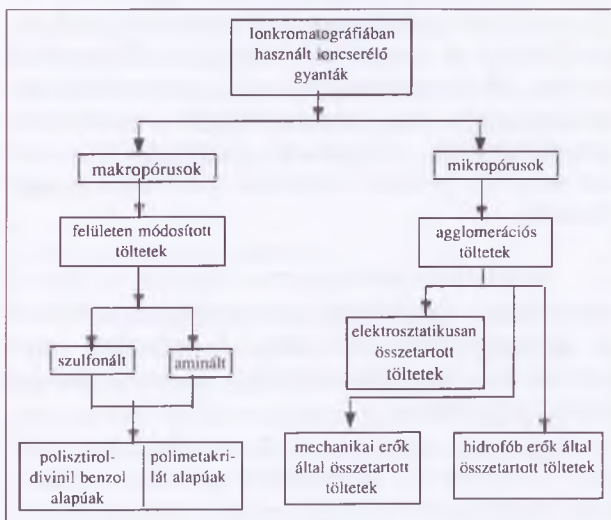 Ionkromatográfiában
használt ioncserélő
gyanták
makropórusok
mikropórusok
felületen módosított
töltetek
agglomerációs
töltetek
szulfonált
aminált
elektrosztatikusan
összetartott
töltetek
polisztirol-
divinil benzol
alapúak
polimetakri-
lát alapúak
mechanikai erők
által összetartott
töltetek
hidrofób erők által
összetartott töltetek